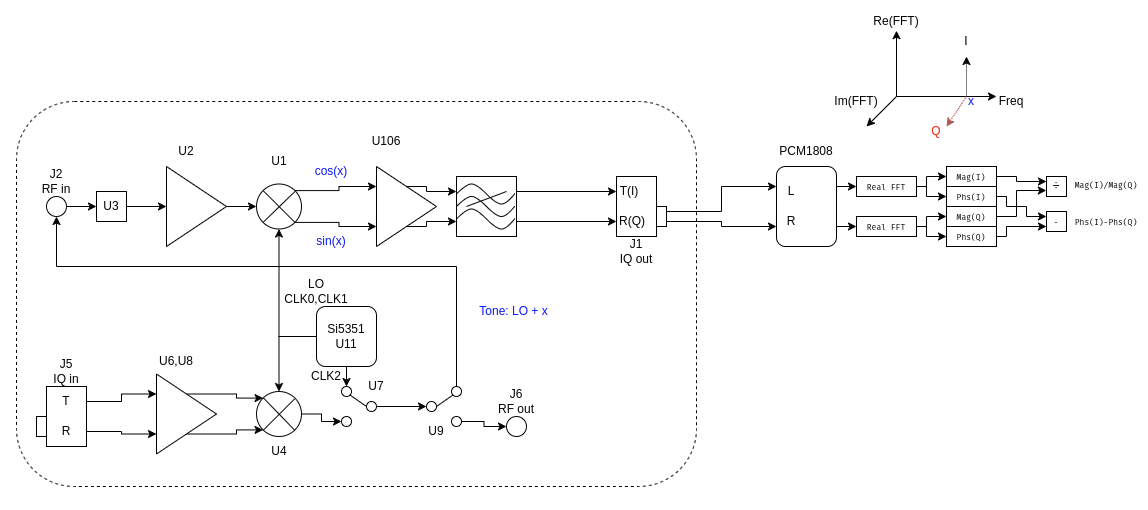 Re(FFT)
I
Im(FFT)
x
Freq
Q
U106
U2
PCM1808
U1
J2
RF in
cos(x)
U3
T(I)
R(Q)
sin(x)
J1
IQ out
L
R
Real FFT
Real FFT
Mag(I)
Phs(I)
Mag(Q)
Phs(Q)
÷
-
Mag(I)/Mag(Q)
Phs(I)-Phs(Q)
LO
CLK0,CLK1
Tone: LO + x
Si5351
U11
CLK2
J5
IQ in
U6,U8
U7
T
R
J6
RF out
U9
U4